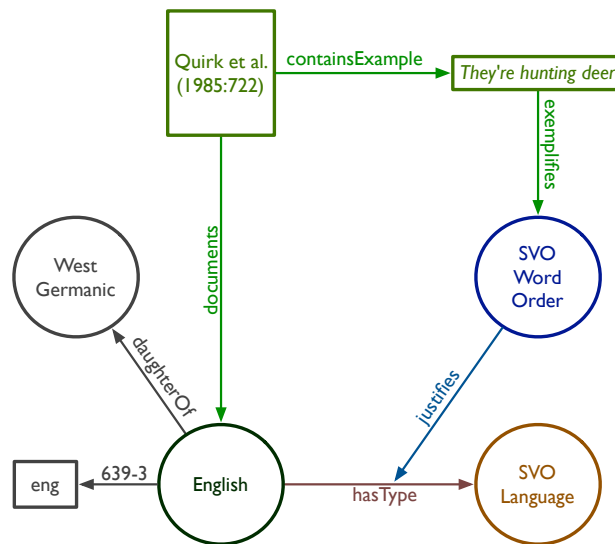 Quirk et al.
(1985:722)
containsExample
They're hunting deer
exemplifies
documents
West
Germanic
SVO
Word
Order
daughterOf
justifies
eng
639-3
English
hasType
SVO
Language